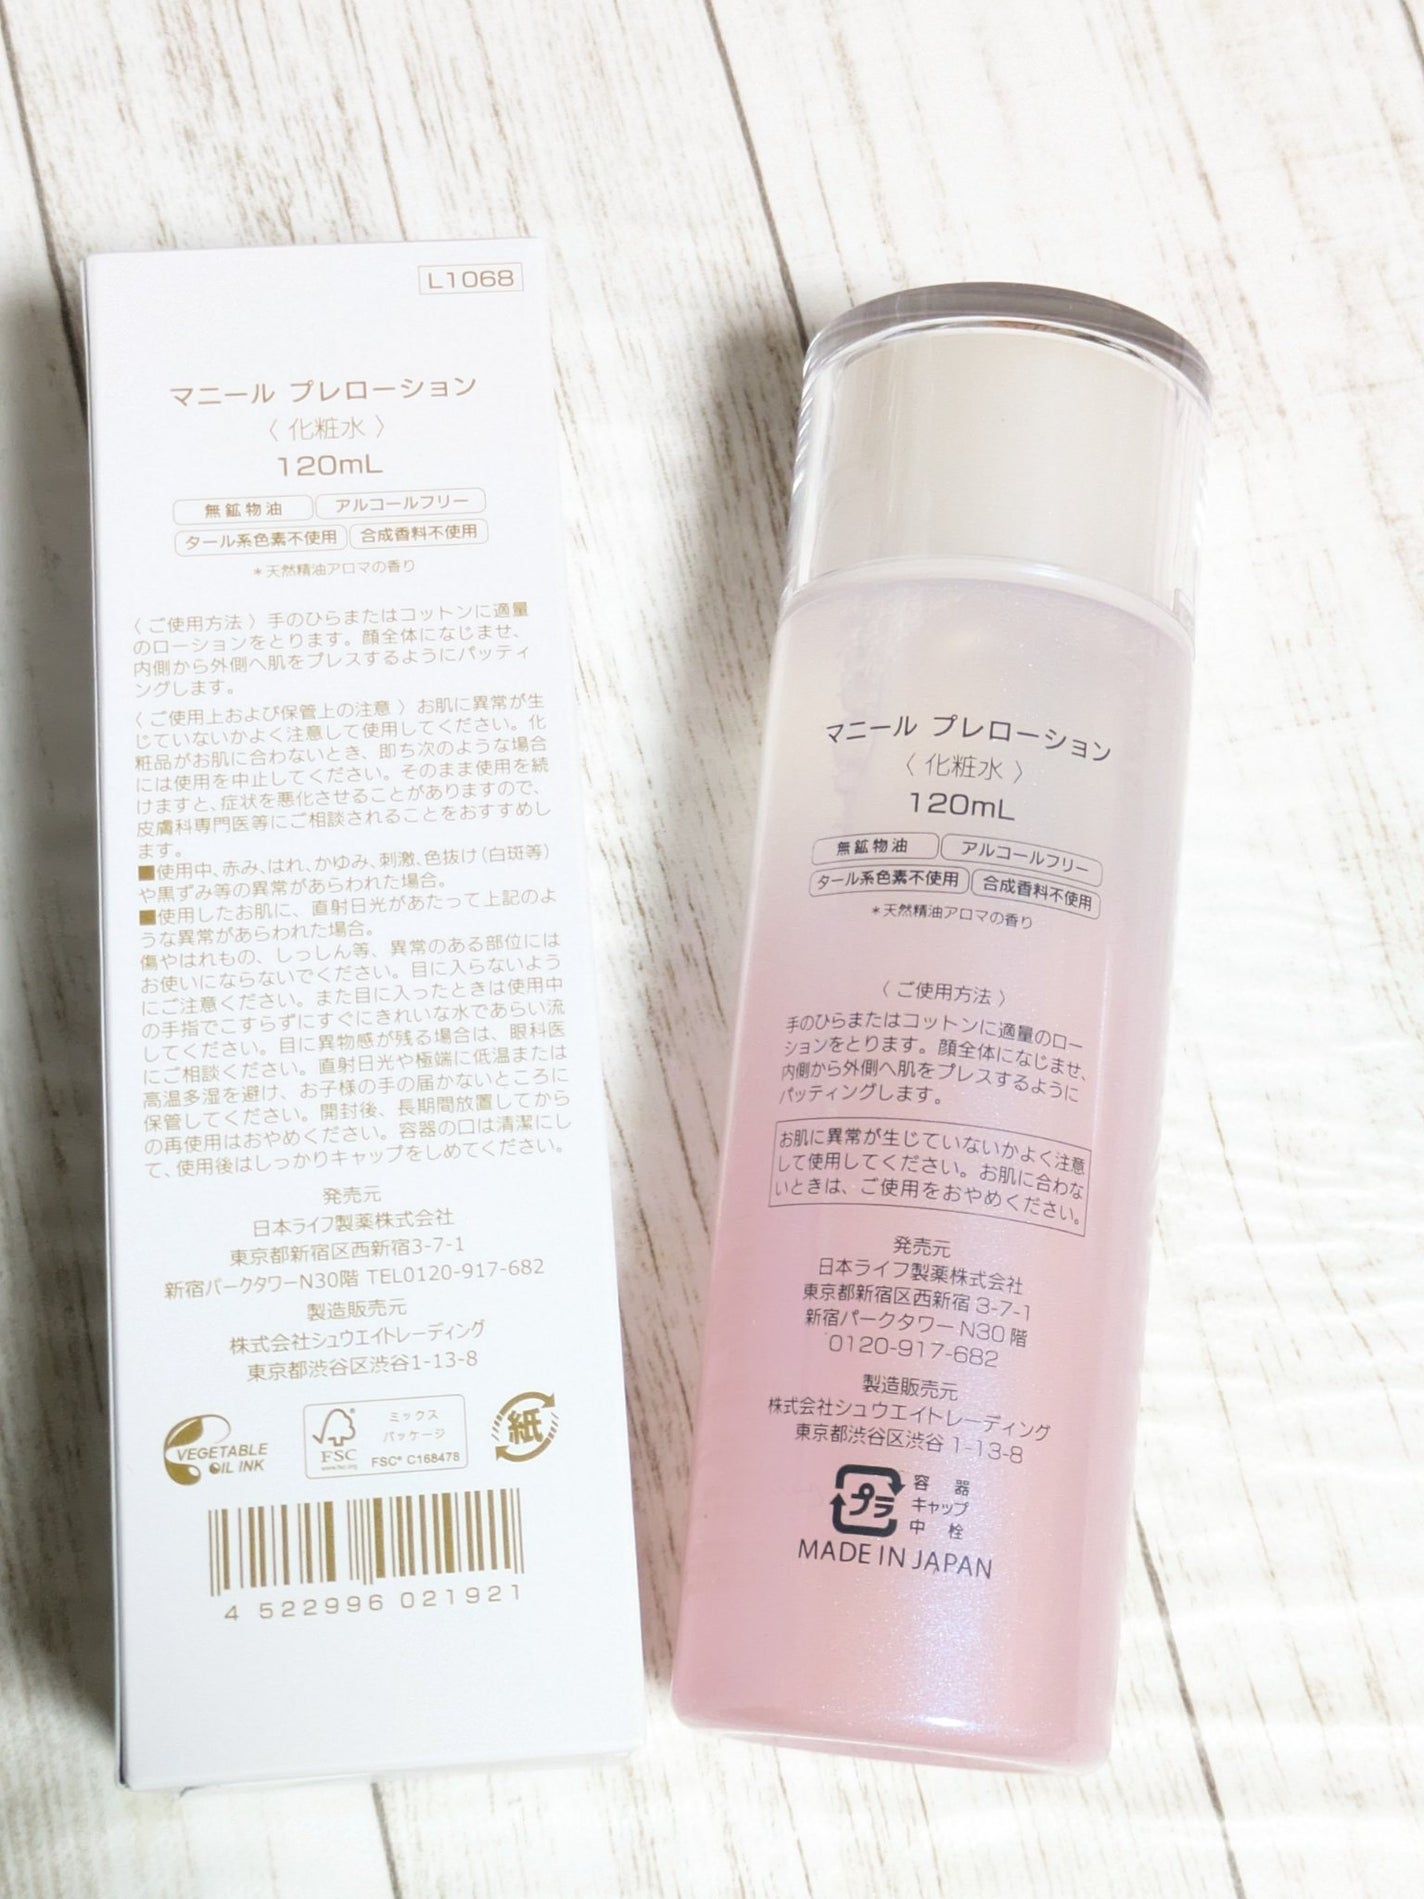 L1068
マニール プレローション
〈 化粧水 〉
120mL
無鉱物油 アルコールフリー
タール系色素不使用 合成香料不使用
＊天然精油アロマの香り
〈 ご使用方法 〉 手のひらまたはコットンに適量
のローションをとります。顔全体になじませ、
内側から外側へ肌をプレスするようにパッティ
ングします。
〈 ご使用上および保管上の注意 〉 お肌に異常が生
じていないかよく注意して使用してください。化
粧品がお肌に合わないとき、即ち次のような場合
には使用を中止してください。そのまま使用を続
けますと、症状を悪化させることがありますので、
皮膚科専門医等にご相談されることをおすすめし
ます。
■使用中、赤み、はれ、かゆみ、刺激、色抜け（白斑等）
や黒ずみ等の異常があらわれた場合。
■使用したお肌に、直射日光があたって上記のよ
うな異常があらわれた場合。
傷やはれもの、しっしん等、異常のある部位には
お使いにならないでください。目に入らないよう
にご注意ください。また目に入ったときは使用中
の手指でこすらずにすぐにきれいな水であらい流
してください。目に異物感が残る場合は、眼科医
にご相談ください。直射日光や極端に低温または
高温多湿を避け、お子様の手の届かないところに
保管してください。開封後、長期間放置してから
の再使用はおやめください。容器の口は清潔にし
て、使用後はしっかりキャップをしめてください。
発売元
日本ライフ製薬株式会社
東京都新宿区西新宿3-7-1
新宿パークタワーN30階 TEL0120-917-682
製造販売元
株式会社シュウエイトレーディング
東京都渋谷区渋谷1-13-8
VEGETABLE
OIL INK
FSC
www.fsc.org
ミックス
パッケージ
FSC® C168478
紙
4 522996 021921
マニール プレローション
〈 化粧水 〉
120mL
無鉱物油 アルコールフリー
タール系色素不使用 合成香料不使用
＊天然精油アロマの香り
〈 ご使用方法 〉
手のひらまたはコットンに適量のロー
ションをとります。顔全体になじませ、
内側から外側へ肌をプレスするように
パッティングします。
お肌に異常が生じていないかよく注意
して使用してください。お肌に合わな
いときは、ご使用をおやめください。
発売元
日本ライフ製薬株式会社
東京都新宿区西新宿 3-7-1
新宿パークタワー N30 階
0120-917-682
製造販売元
株式会社シュウエイトレーディング
東京都渋谷区渋谷 1-13-8
プラ
容器
キャップ
中栓
MADE IN JAPAN